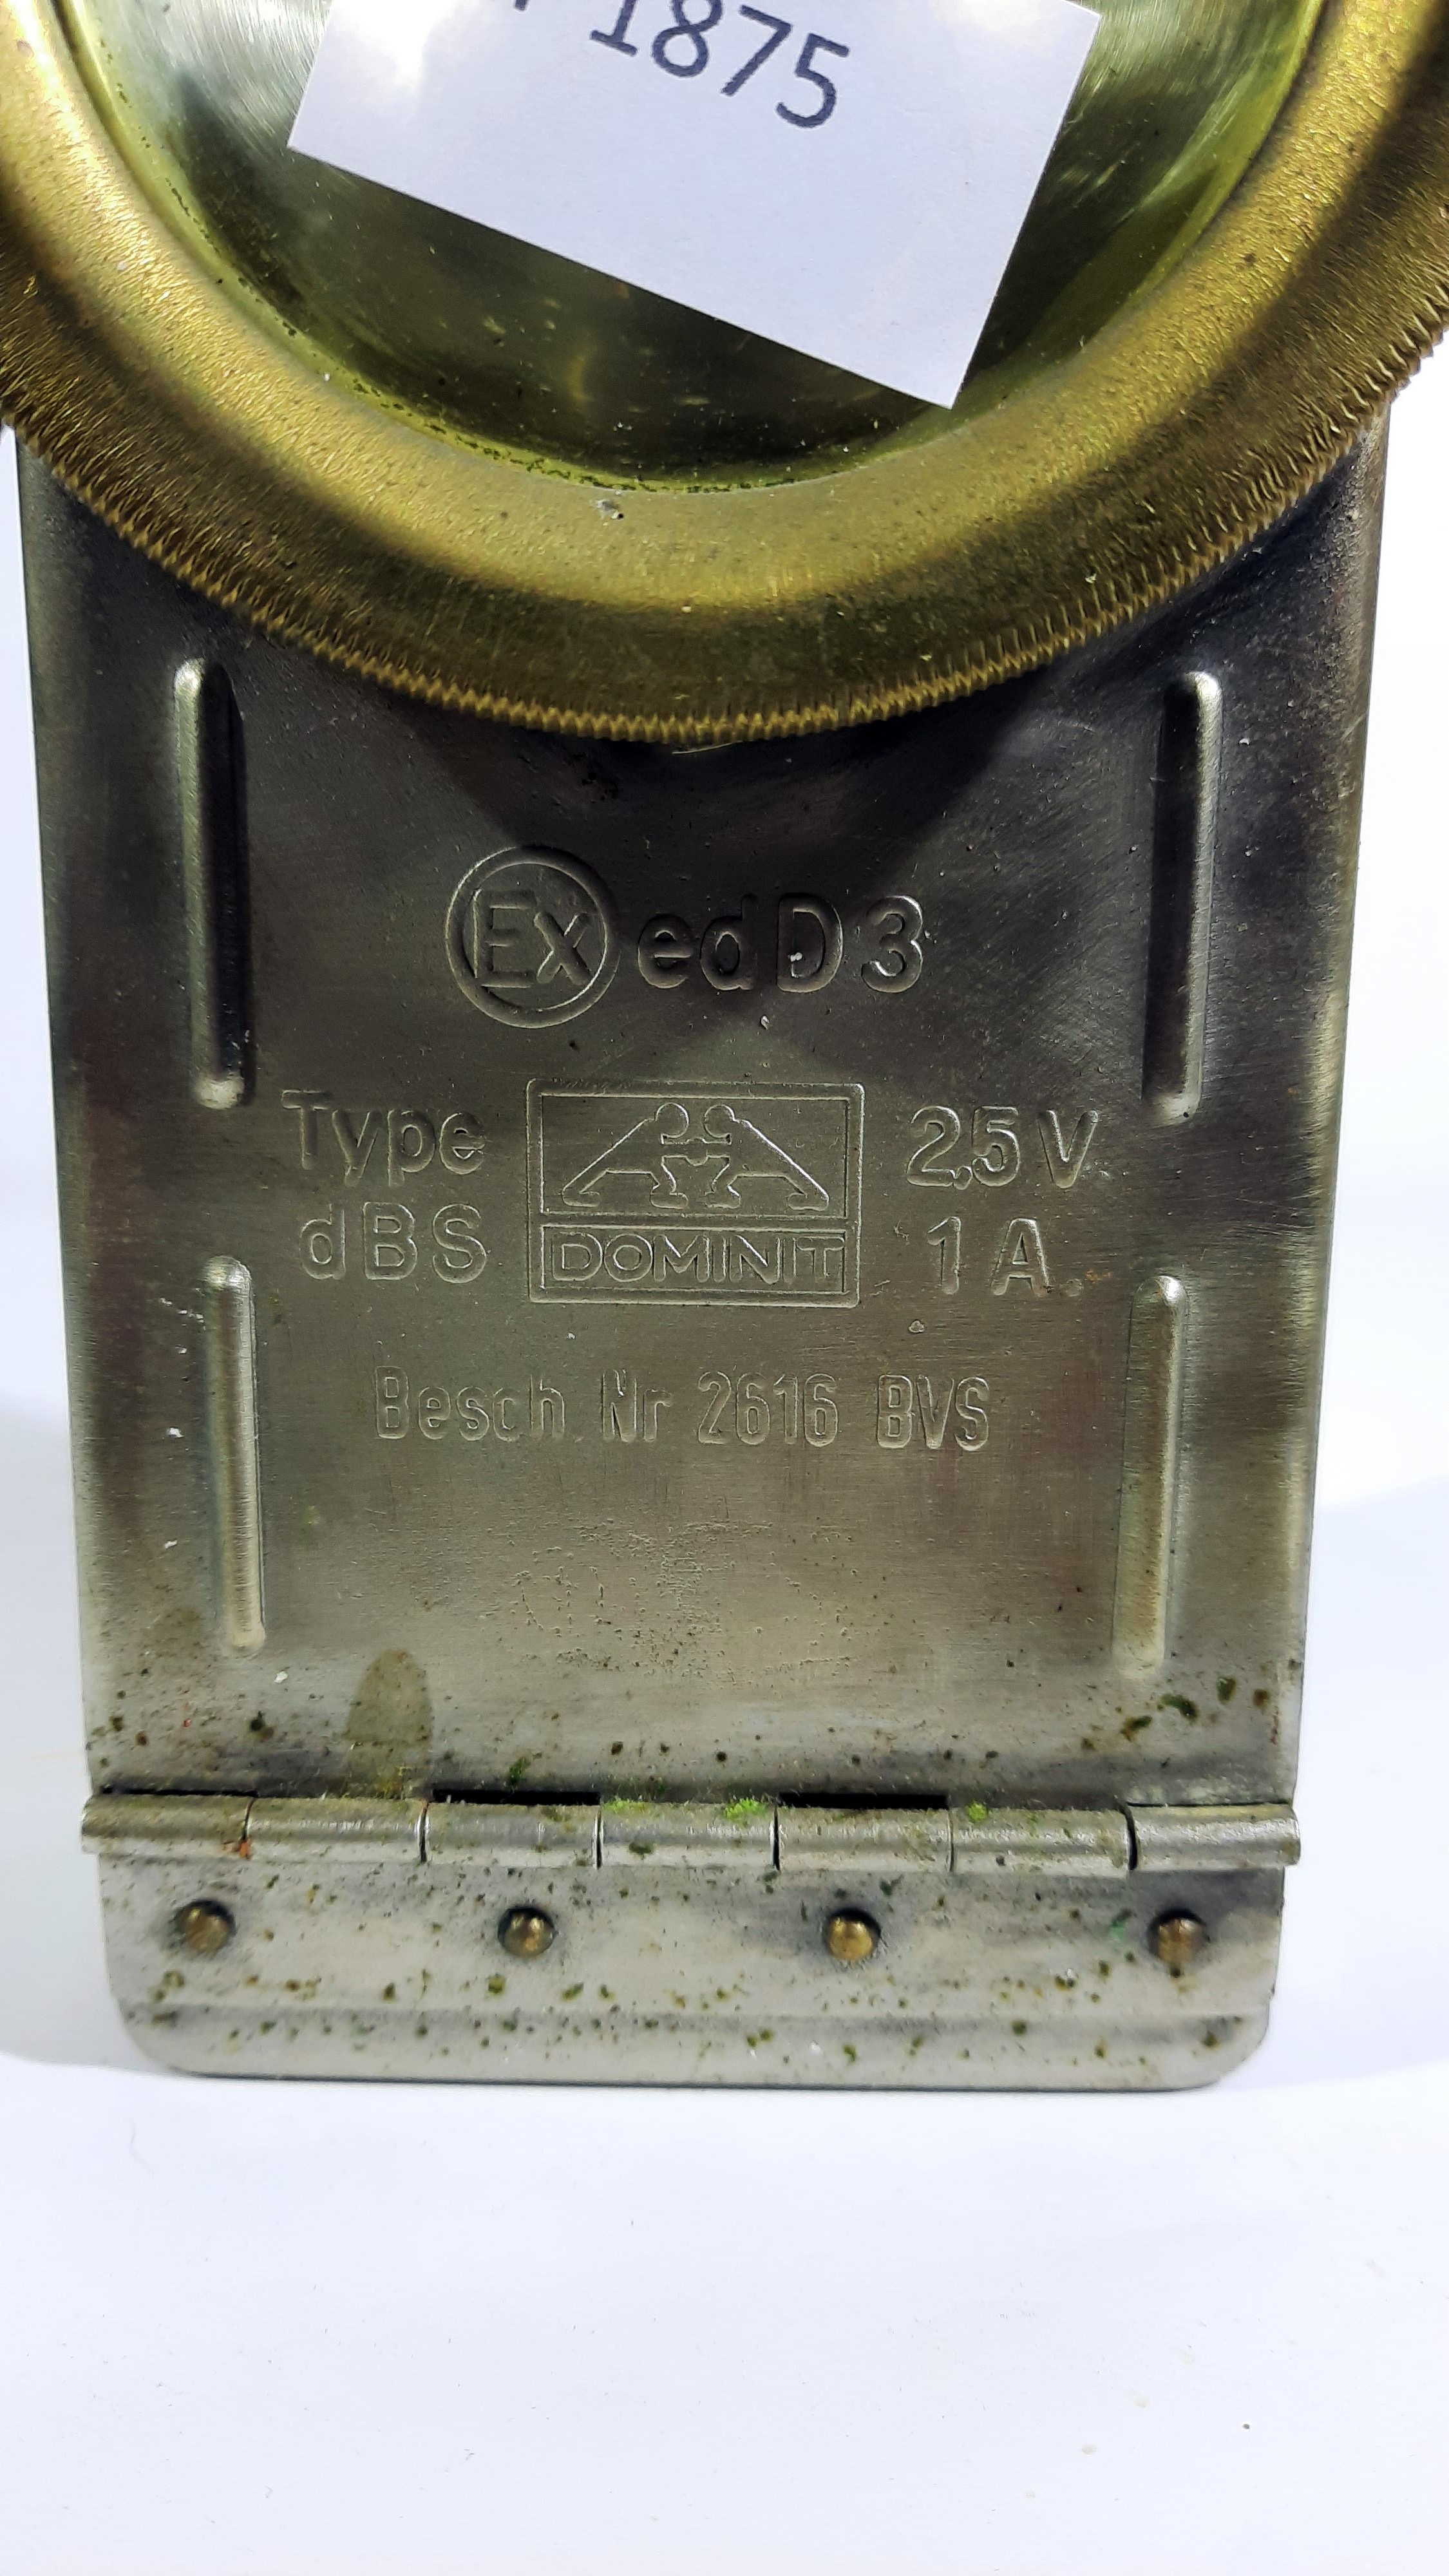 1875
Ex edD3
Type
dBS
DOMINIT
2,5 V.
1 A.
Besch. Nr 2616 BVS